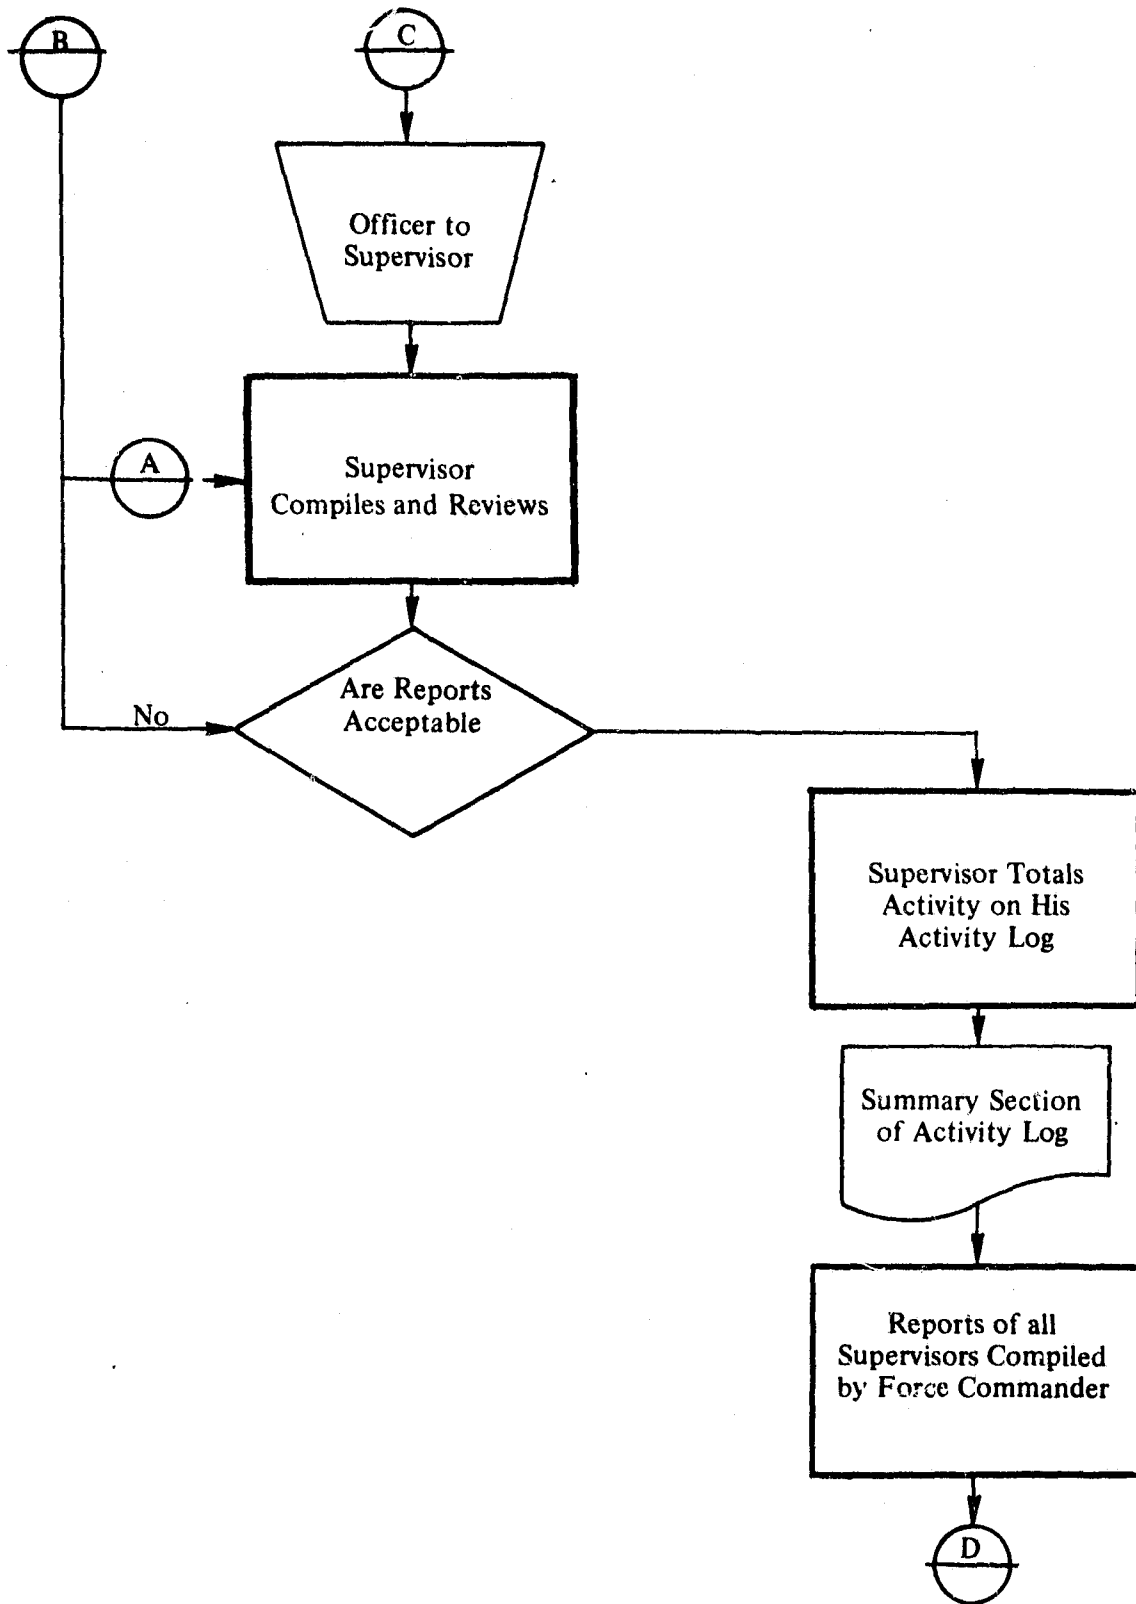 B
C
Officer to
Supervisor
A
Supervisor
Compiles and Reviews
Are Reports
Acceptable
No
Supervisor Totals
Activity on His
Activity Log
Summary Section
of Activity Log
Reports of all
Supervisors Compiled
by Force Commander
D